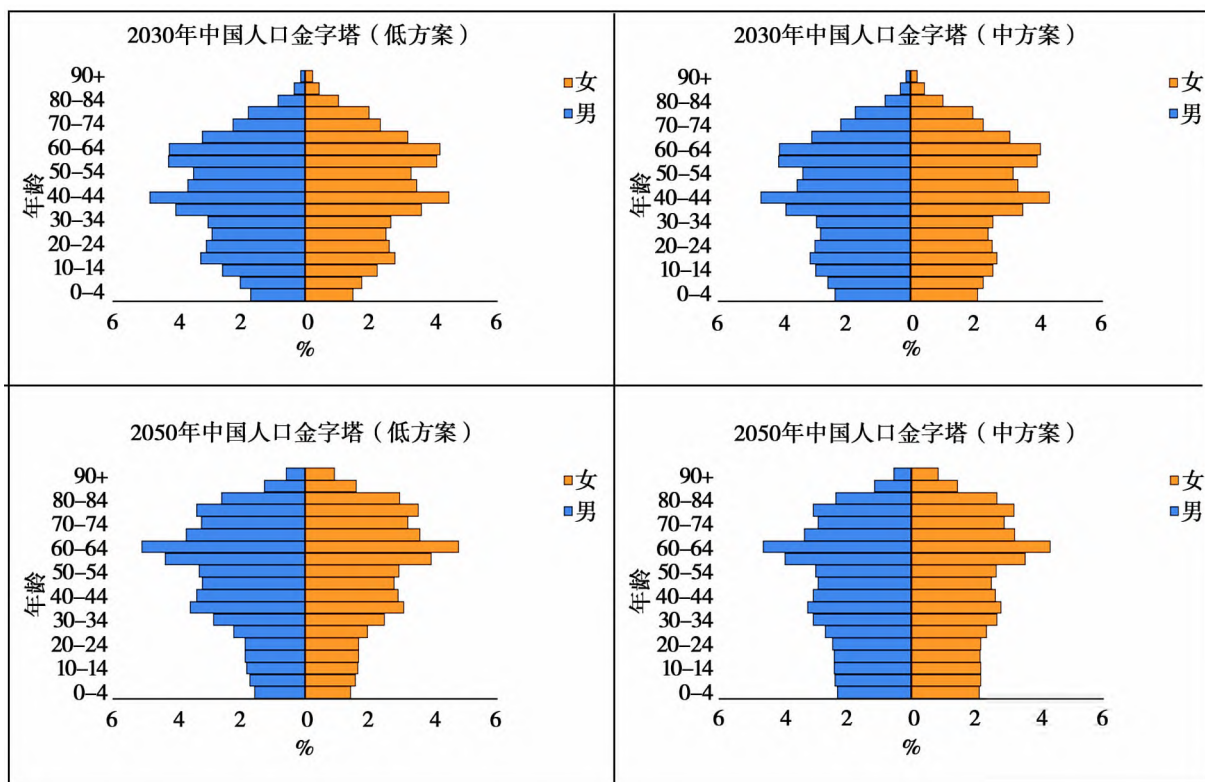 2030年中国人口金字塔（低方案）
90+
80–84
70–74
60–64
50–54
40–44
30–34
20–24
10–14
0–4
年龄
女
男
6 4 2 0 2 4 6
%
2030年中国人口金字塔（中方案）
90+
80–84
70–74
60–64
50–54
40–44
30–34
20–24
10–14
0–4
年龄
女
男
6 4 2 0 2 4 6
%
2050年中国人口金字塔（低方案）
90+
80–84
70–74
60–64
50–54
40–44
30–34
20–24
10–14
0–4
年龄
女
男
6 4 2 0 2 4 6
%
2050年中国人口金字塔（中方案）
90+
80–84
70–74
60–64
50–54
40–44
30–34
20–24
10–14
0–4
年龄
女
男
6 4 2 0 2 4 6
%